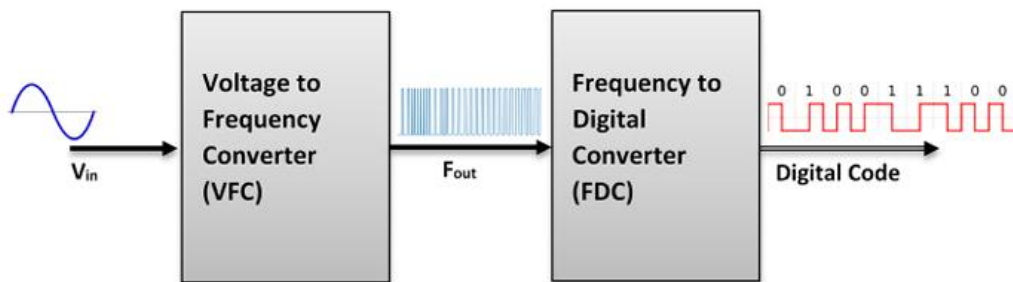 Voltage to
Frequency
Converter
(VFC)
Frequency to
Digital
Converter
(FDC)
0 1 0 0 1 1 1 0 0
Vin
Fout
Digital Code